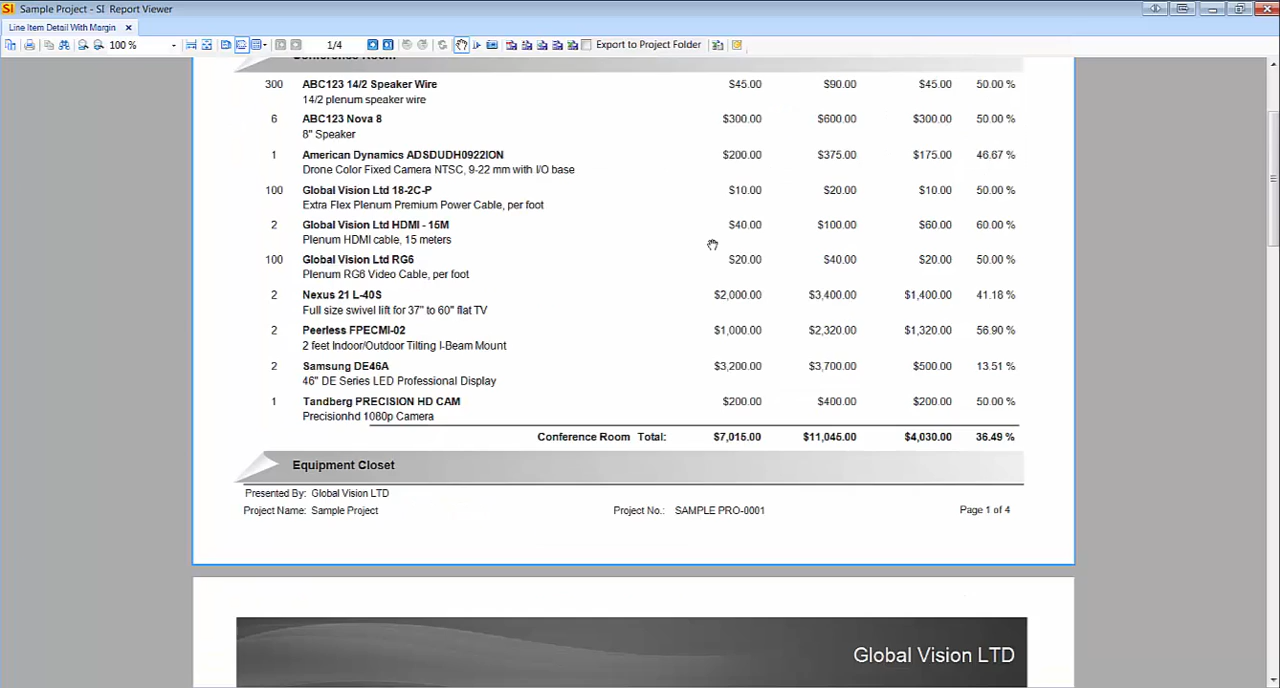 SI Sample Project - SI Report Viewer
Line Item Detail With Margin
100 % 1/4 Export to Project Folder
Conference Room
300 ABC123 14/2 Speaker Wire $45.00 $90.00 $45.00 50.00 %
14/2 plenum speaker wire
6 ABC123 Nova 8 $300.00 $600.00 $300.00 50.00 %
8" Speaker
1 American Dynamics ADSDUDH0922ION $200.00 $375.00 $175.00 46.67 %
Drone Color Fixed Camera NTSC, 9-22 mm with I/O base
100 Global Vision Ltd 18-2C-P $10.00 $20.00 $10.00 50.00 %
Extra Flex Plenum Premium Power Cable, per foot
2 Global Vision Ltd HDMI - 15M $40.00 $100.00 $60.00 60.00 %
Plenum HDMI cable, 15 meters
100 Global Vision Ltd RG6 $20.00 $40.00 $20.00 50.00 %
Plenum RG6 Video Cable, per foot
2 Nexus 21 L-40S $2,000.00 $3,400.00 $1,400.00 41.18 %
Full size swivel lift for 37" to 60" flat TV
2 Peerless FPECMI-02 $1,000.00 $2,320.00 $1,320.00 56.90 %
2 feet Indoor/Outdoor Tilting I-Beam Mount
2 Samsung DE46A $3,200.00 $3,700.00 $500.00 13.51 %
46" DE Series LED Professional Display
1 Tandberg PRECISION HD CAM $200.00 $400.00 $200.00 50.00 %
Precisionhd 1080p Camera
Conference Room Total: $7,015.00 $11,045.00 $4,030.00 36.49 %
Equipment Closet
Presented By: Global Vision LTD
Project Name: Sample Project Project No.: SAMPLE PRO-0001 Page 1 of 4
Global Vision LTD